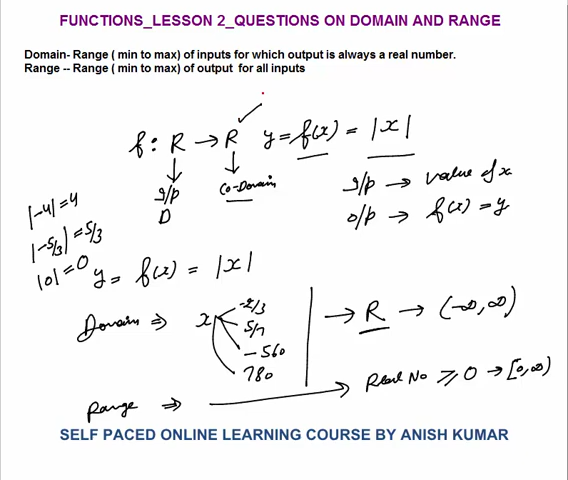 FUNCTIONS_LESSON 2_QUESTIONS ON DOMAIN AND RANGE
Domain- Range ( min to max) of inputs for which output is always a real number.
Range -- Range ( min to max) of output for all inputs
f : R → R y = f(x) = |x|
I/p Co-Domain
D
I/p → value of x
O/p → f(x) = y
|-4| = 4
|-5/3| = 5/3
|0| = 0
y = f(x) = |x|
Domain ⇒ x
-2/3
5/7
-560
780
→ R → (-∞, ∞)
Range ⇒ → Real No ≥ 0 → [0, ∞)
SELF PACED ONLINE LEARNING COURSE BY ANISH KUMAR